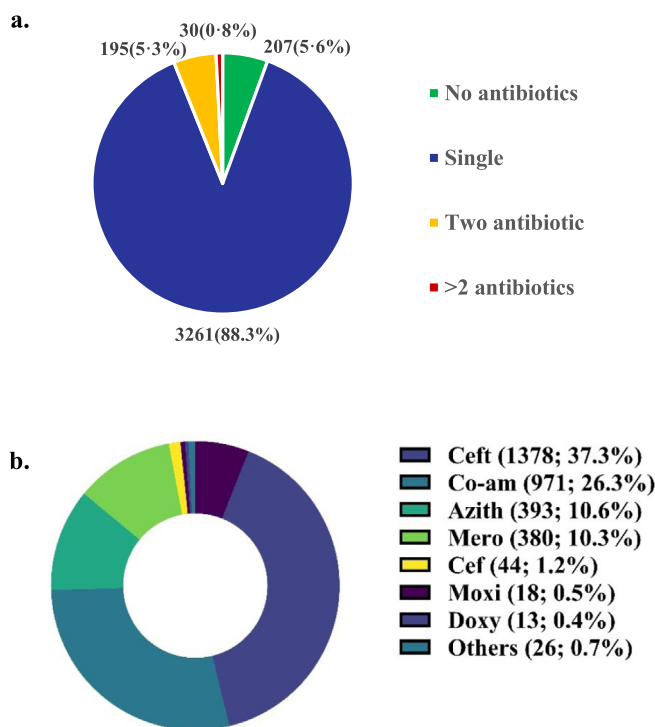 a.
30(0·8%)
195(5·3%)
207(5·6%)
No antibiotics
Single
Two antibiotic
>2 antibiotics
3261(88.3%)
b.
Ceft (1378; 37.3%)
Co-am (971; 26.3%)
Azith (393; 10.6%)
Mero (380; 10.3%)
Cef (44; 1.2%)
Moxi (18; 0.5%)
Doxy (13; 0.4%)
Others (26; 0.7%)